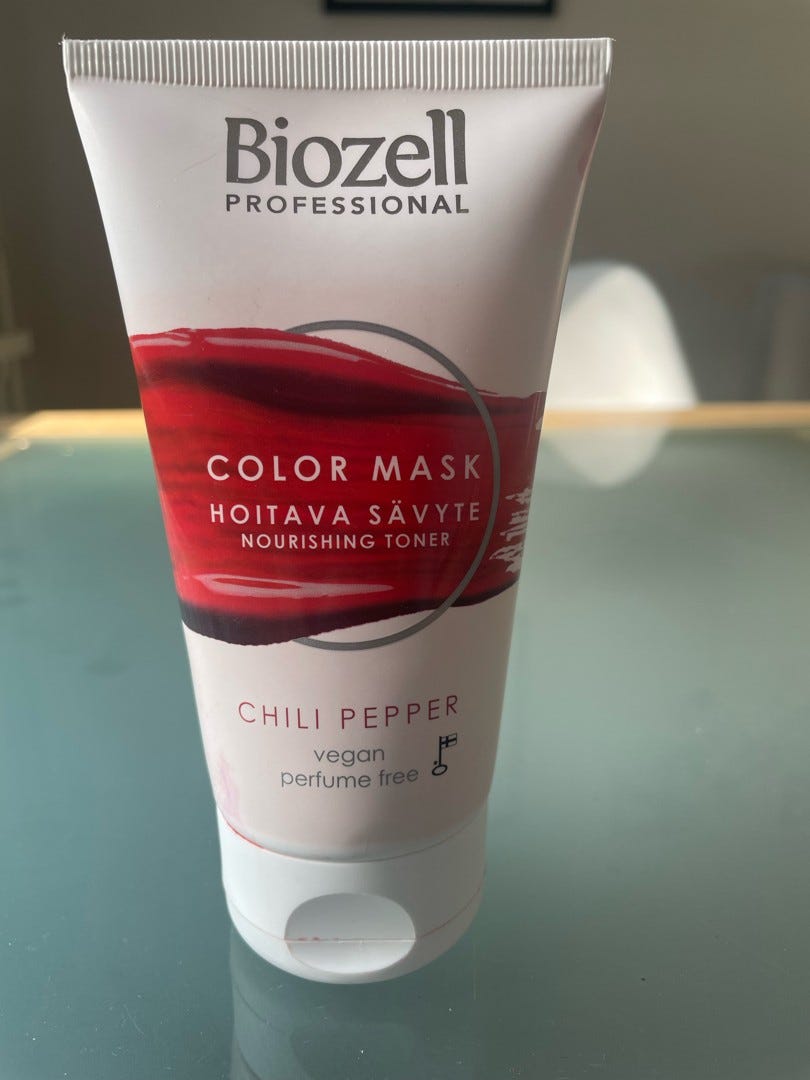 Biozell
PROFESSIONAL
COLOR MASK
HOITAVA SÄVYTE
NOURISHING TONER
CHILI PEPPER
vegan
perfume free